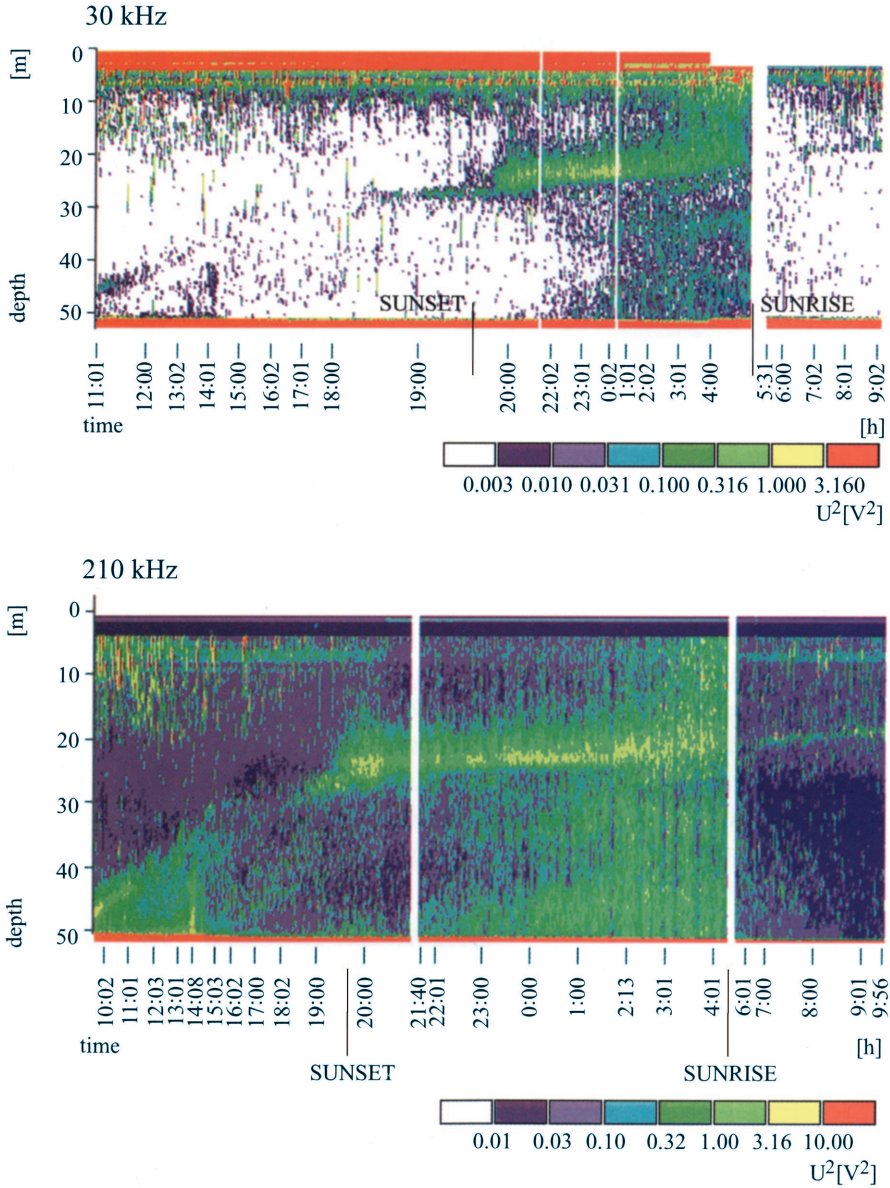 30 kHz
[m]
0
10
20
30
40
50
depth
SUNSET
SUNRISE
11:01 12:00 13:02 14:01 15:00 16:02 17:01 18:00 19:00 20:00 22:02 23:01 0:02 1:01 2:02 3:01 4:00 5:31 6:00 7:02 8:01 9:02
time [h]
0.003 0.010 0.031 0.100 0.316 1.000 3.160
U²[V²]
210 kHz
[m]
0
10
20
30
40
50
depth
10:02 11:01 12:03 13:01 14:08 15:03 16:02 17:00 18:02 19:00 20:00 21:40 22:01 23:00 0:00 1:00 2:13 3:01 4:01 6:01 7:00 8:00 9:01 9:56
time [h]
SUNSET SUNRISE
0.01 0.03 0.10 0.32 1.00 3.16 10.00
U²[V²]